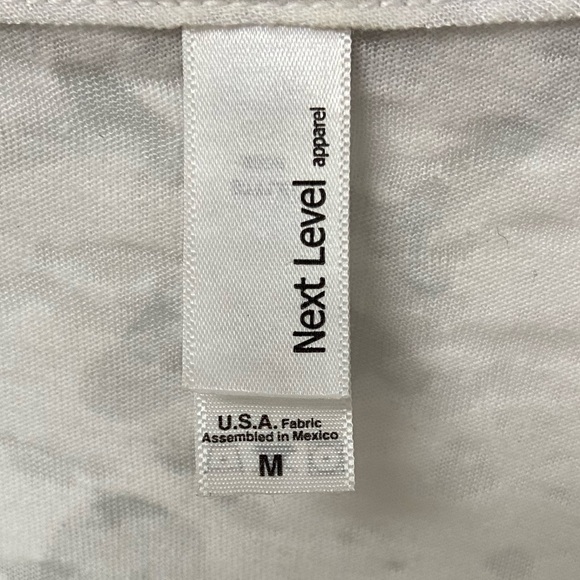 Next Level apparel
U.S.A. Fabric
Assembled in Mexico
M